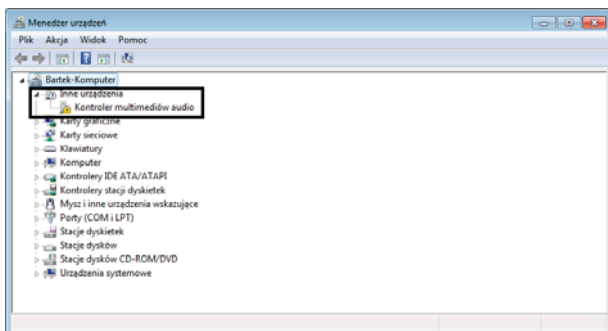 Menedżer urządzeń
Plik Akcja Widok Pomoc
Bartek-Komputer
Inne urządzenia
Kontroler multimediów audio
Karty graficzne
Karty sieciowe
Klawiatury
Komputer
Kontrolery IDE ATA/ATAPI
Kontrolery stacji dyskietek
Mysz i inne urządzenia wskazujące
Porty (COM i LPT)
Stacje dyskietek
Stacje dysków
Stacje dysków CD-ROM/DVD
Urządzenia systemowe